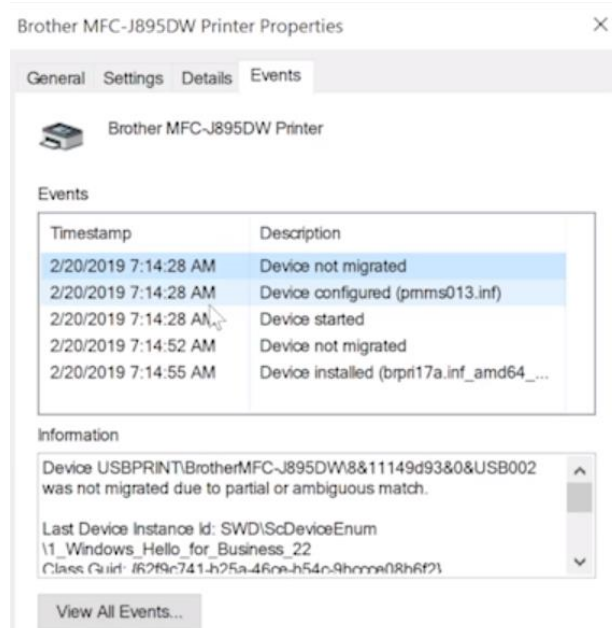 Brother MFC-J895DW Printer Properties
General Settings Details Events
Brother MFC-J895DW Printer
Events
Timestamp Description
2/20/2019 7:14:28 AM Device not migrated
2/20/2019 7:14:28 AM Device configured (prnms013.inf)
2/20/2019 7:14:28 AM Device started
2/20/2019 7:14:52 AM Device not migrated
2/20/2019 7:14:55 AM Device installed (brpri17a.inf_amd64_...
Information
Device USBPRINT\BrotherMFC-J895DW\8&11149d93&0&USB002
was not migrated due to partial or ambiguous match.
Last Device Instance Id: SWD\ScDeviceEnum
\1_Windows_Hello_for_Business_22
Class Guid:
View All Events...